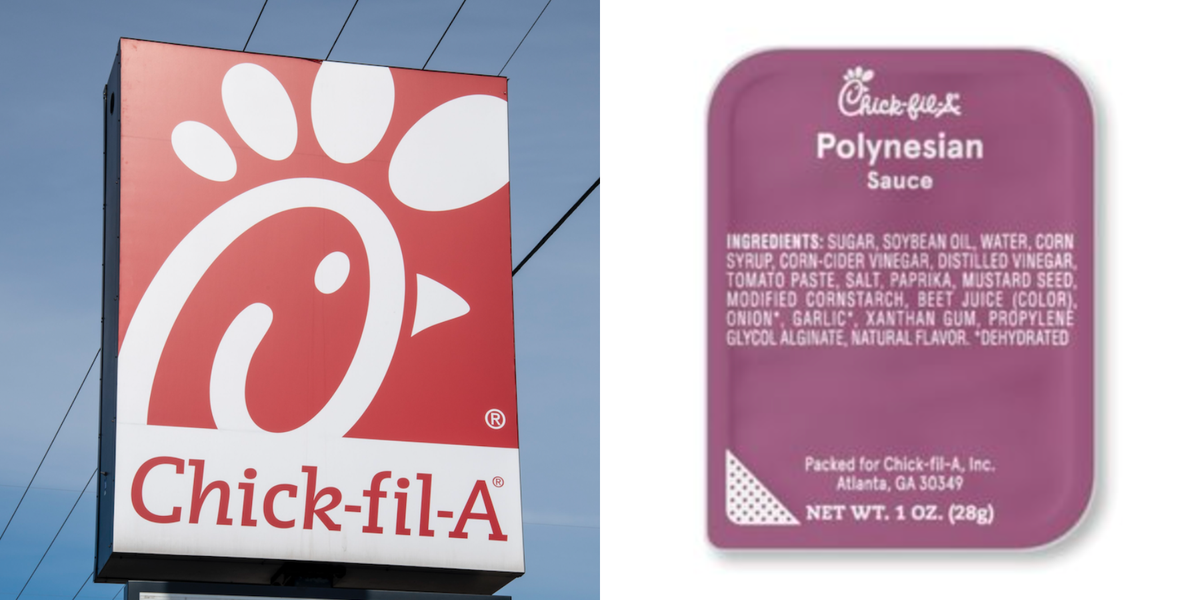 ®
Chick-fil-A®
Chick-fil-A
Polynesian
Sauce
INGREDIENTS: SUGAR, SOYBEAN OIL, WATER, CORN
SYRUP, CORN-CIDER VINEGAR, DISTILLED VINEGAR,
TOMATO PASTE, SALT, PAPRIKA, MUSTARD SEED,
MODIFIED CORNSTARCH, BEET JUICE (COLOR),
ONION*, GARLIC*, XANTHAN GUM, PROPYLENE
GLYCOL ALGINATE, NATURAL FLAVOR. *DEHYDRATED
Packed for Chick-fil-A, Inc.
Atlanta, GA 30349
NET WT. 1 OZ. (28g)